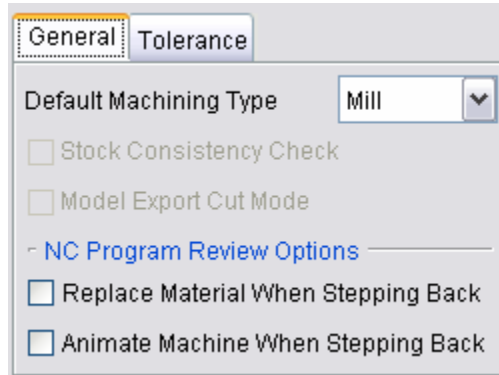 General Tolerance
Default Machining Type Mill
Stock Consistency Check
Model Export Cut Mode
NC Program Review Options
Replace Material When Stepping Back
Animate Machine When Stepping Back